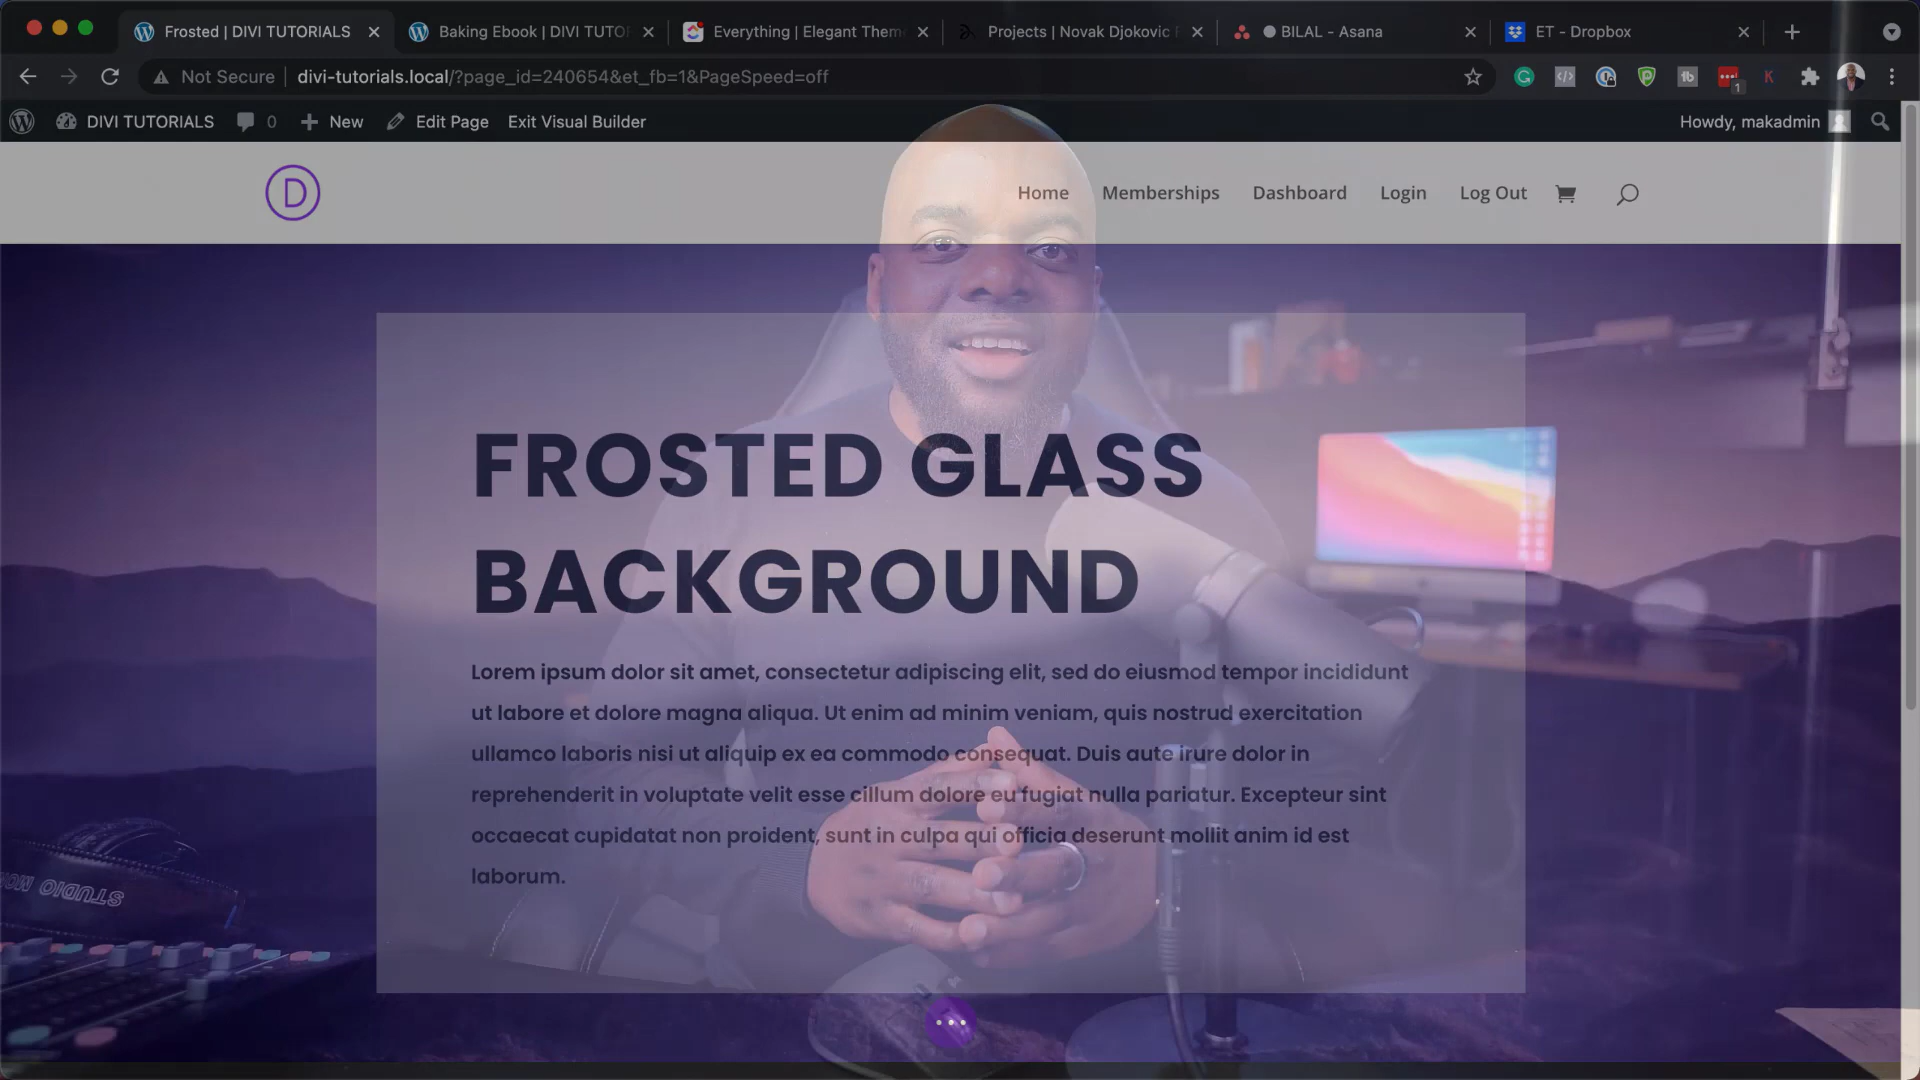 Frosted | DIVI TUTORIALS
Baking Ebook | DIVI TUTO
Everything | Elegant Them
Projects | Novak Djokovic F
BILAL - Asana
ET - Dropbox
Not Secure
divi-tutorials.local/?page_id=240654&et_fb=1&PageSpeed=off
1
DIVI TUTORIALS
0
New
Edit Page
Exit Visual Builder
Howdy, makadmin
D
Home
Memberships
Dashboard
Login
Log Out
FROSTED GLASS
BACKGROUND
Lorem ipsum dolor sit amet, consectetur adipiscing elit, sed do eiusmod tempor incididunt
ut labore et dolore magna aliqua. Ut enim ad minim veniam, quis nostrud exercitation
ullamco laboris nisi ut aliquip ex ea commodo consequat. Duis aute irure dolor in
reprehenderit in voluptate velit esse cillum dolore eu fugiat nulla pariatur. Excepteur sint
occaecat cupidatat non proident, sunt in culpa qui officia deserunt mollit anim id est
laborum.
STUDIO